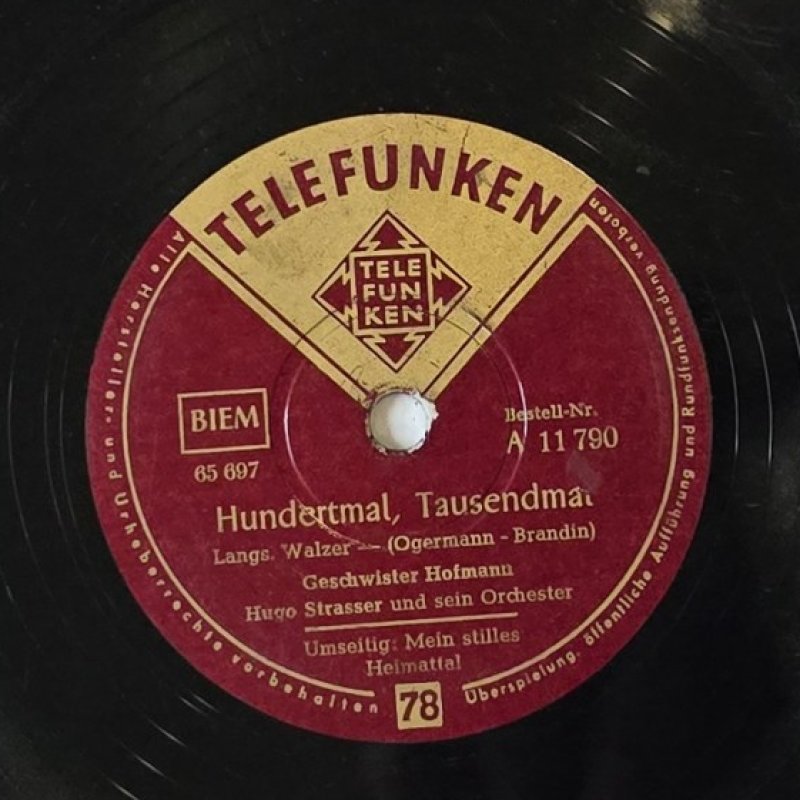 TELEFUNKEN
TELE
FUN
KEN
BIEM
65 697
Bestell-Nr.
A 11 790
Hundertmal, Tausendmal
Langs. Walzer — (Ogermann - Brandin)
Geschwister Hofmann
Hugo Strasser und sein Orchester
Umseitig: Mein stilles
Heimattal
78
Alle Hersteller- und Urheberrechte vorbehalten
Überspielung, öffentliche Aufführung und Rundfunksendung verboten